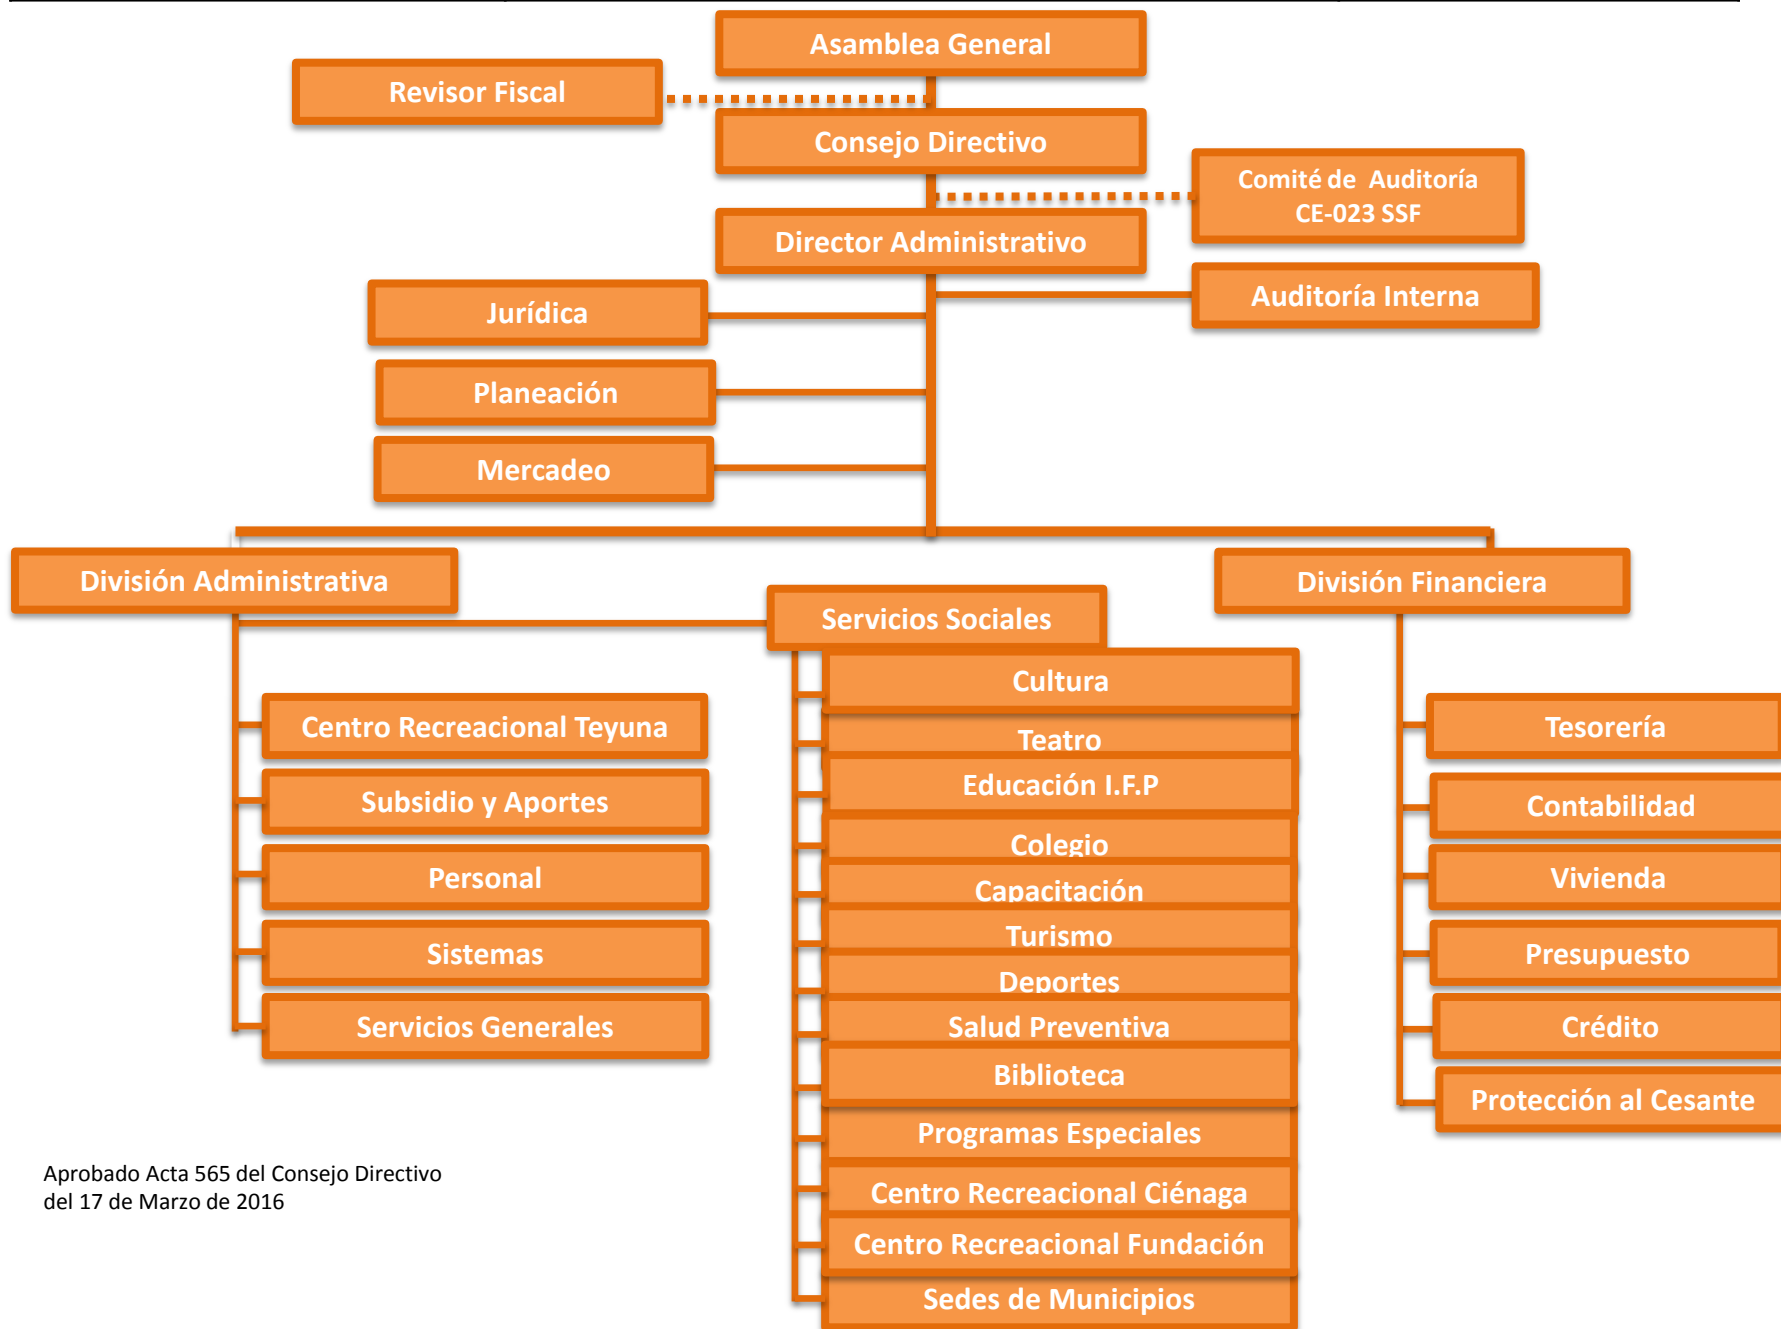 Asamblea General
Revisor Fiscal
Consejo Directivo
Comité de Auditoría
CE-023 SSF
Director Administrativo
Auditoría Interna
Jurídica
Planeación
Mercadeo
División Administrativa
Servicios Sociales
División Financiera
Centro Recreacional Teyuna
Subsidio y Aportes
Personal
Sistemas
Servicios Generales
Cultura
Teatro
Educación I.F.P
Colegio
Capacitación
Turismo
Deportes
Salud Preventiva
Biblioteca
Programas Especiales
Centro Recreacional Ciénaga
Centro Recreacional Fundación
Sedes de Municipios
Tesorería
Contabilidad
Vivienda
Presupuesto
Crédito
Protección al Cesante
Aprobado Acta 565 del Consejo Directivo
del 17 de Marzo de 2016